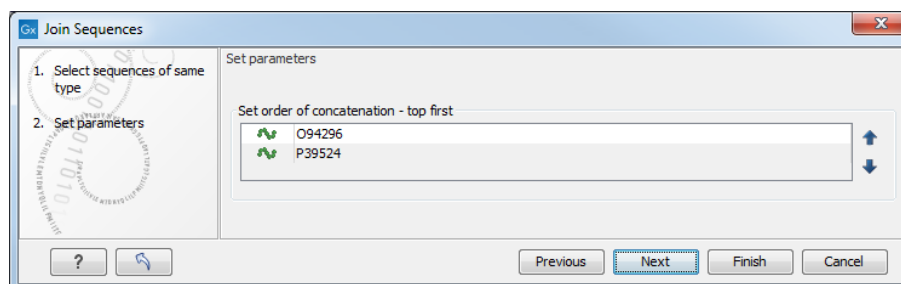 Gx Join Sequences
X
1. Select sequences of same
type
2. Set parameters
Set parameters
Set order of concatenation - top first
O94296
P39524
?
Previous
Next
Finish
Cancel